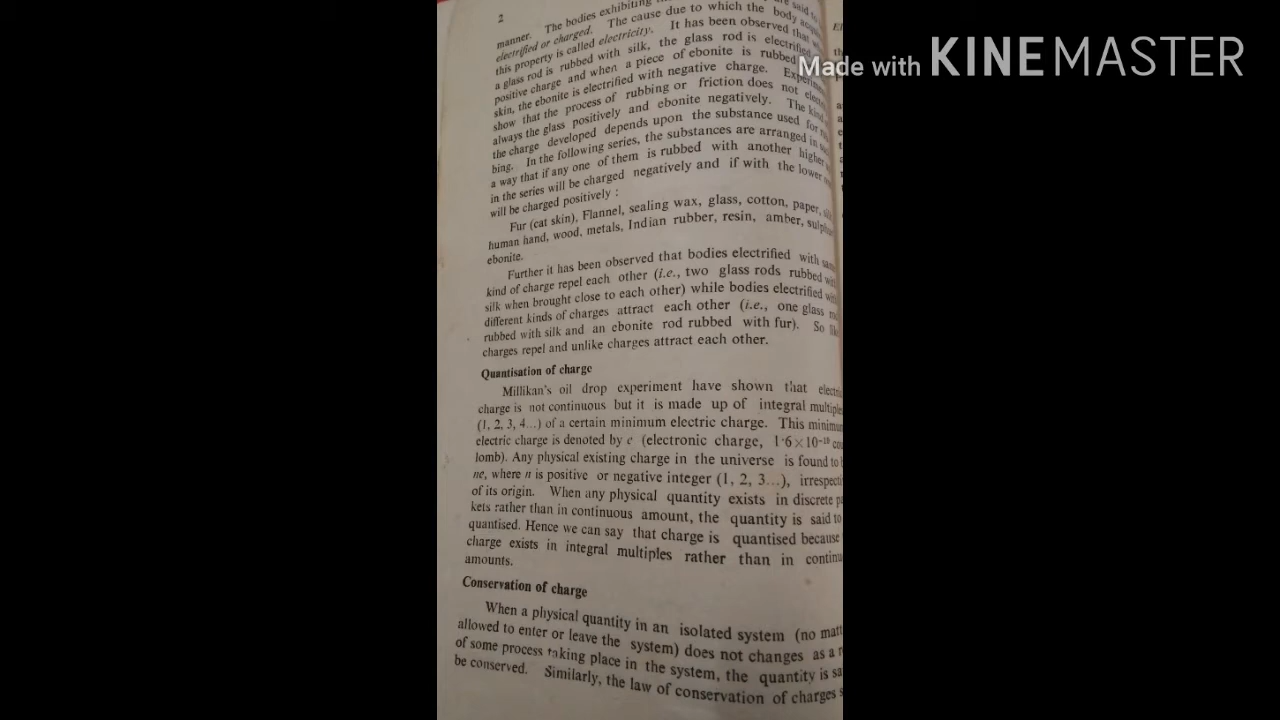 2
manner. The bodies exhibiting
electrified or charged. The cause due to which the body
this property is called electricity. It has been observed that
a glass rod is rubbed with silk, the glass rod is electrified
positive charge and when a piece of ebonite is rubbed
skin, the ebonite is electrified with negative charge.
show that the process of rubbing or friction does not
always the glass positively and ebonite negatively. The
the charge developed depends upon the substance used for
bing. In the following series, the substances are arranged in
a way that if any one of them is rubbed with another higher
in the series will be charged negatively and if with the lower
will be charged positively :
Fur (cat skin), Flannel, sealing wax, glass, cotton, paper,
human hand, wood, metals, Indian rubber, resin, amber,
ebonite.
Further it has been observed that bodies electrified with
kind of charge repel each other (i.e., two glass rods rubbed
silk when brought close to each other) while bodies electrified
different kinds of charges attract each other (i.e., one glass
rubbed with silk and an ebonite rod rubbed with fur). So
charges repel and unlike charges attract each other.
Quantisation of charge
Millikan's oil drop experiment have shown that
charge is not continuous but it is made up of integral
(1, 2, 3, 4...) of a certain minimum electric charge. This
electric charge is denoted by e (electronic charge, 1·6×10⁻¹⁹
lomb). Any physical existing charge in the universe is found to
ne, where n is positive or negative integer (1, 2, 3...),
of its origin. When any physical quantity exists in discrete
kets rather than in continuous amount, the quantity is said to
quantised. Hence we can say that charge is quantised because
charge exists in integral multiples rather than in
amounts.
Conservation of charge
When a physical quantity in an isolated system (no
allowed to enter or leave the system) does not changes as a
of some process taking place in the system, the quantity is
be conserved. Similarly, the law of conservation of charges
Made with KINEMASTER